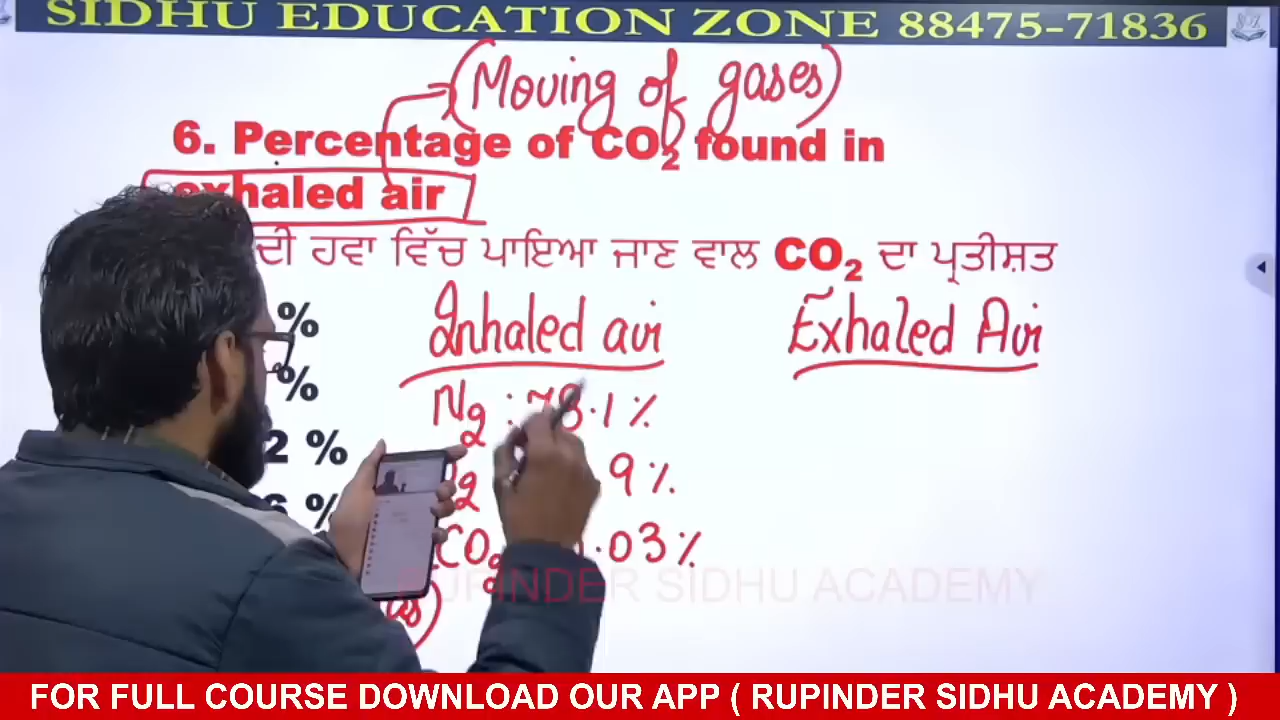 SIDHU EDUCATION ZONE 88475-71836
(Moving of gases)
6. Percentage of CO₂ found in
exhaled air
ਦੀ ਹਵਾ ਵਿੱਚ ਪਾਇਆ ਜਾਣ ਵਾਲ CO₂ ਦਾ ਪ੍ਰਤੀਸ਼ਤ
Inhaled air Exhaled Air
%
%
2 %
6 %
N₂ : 78.1 %
9 %
CO₂ .03 %
RUPINDER SIDHU ACADEMY
FOR FULL COURSE DOWNLOAD OUR APP ( RUPINDER SIDHU ACADEMY )